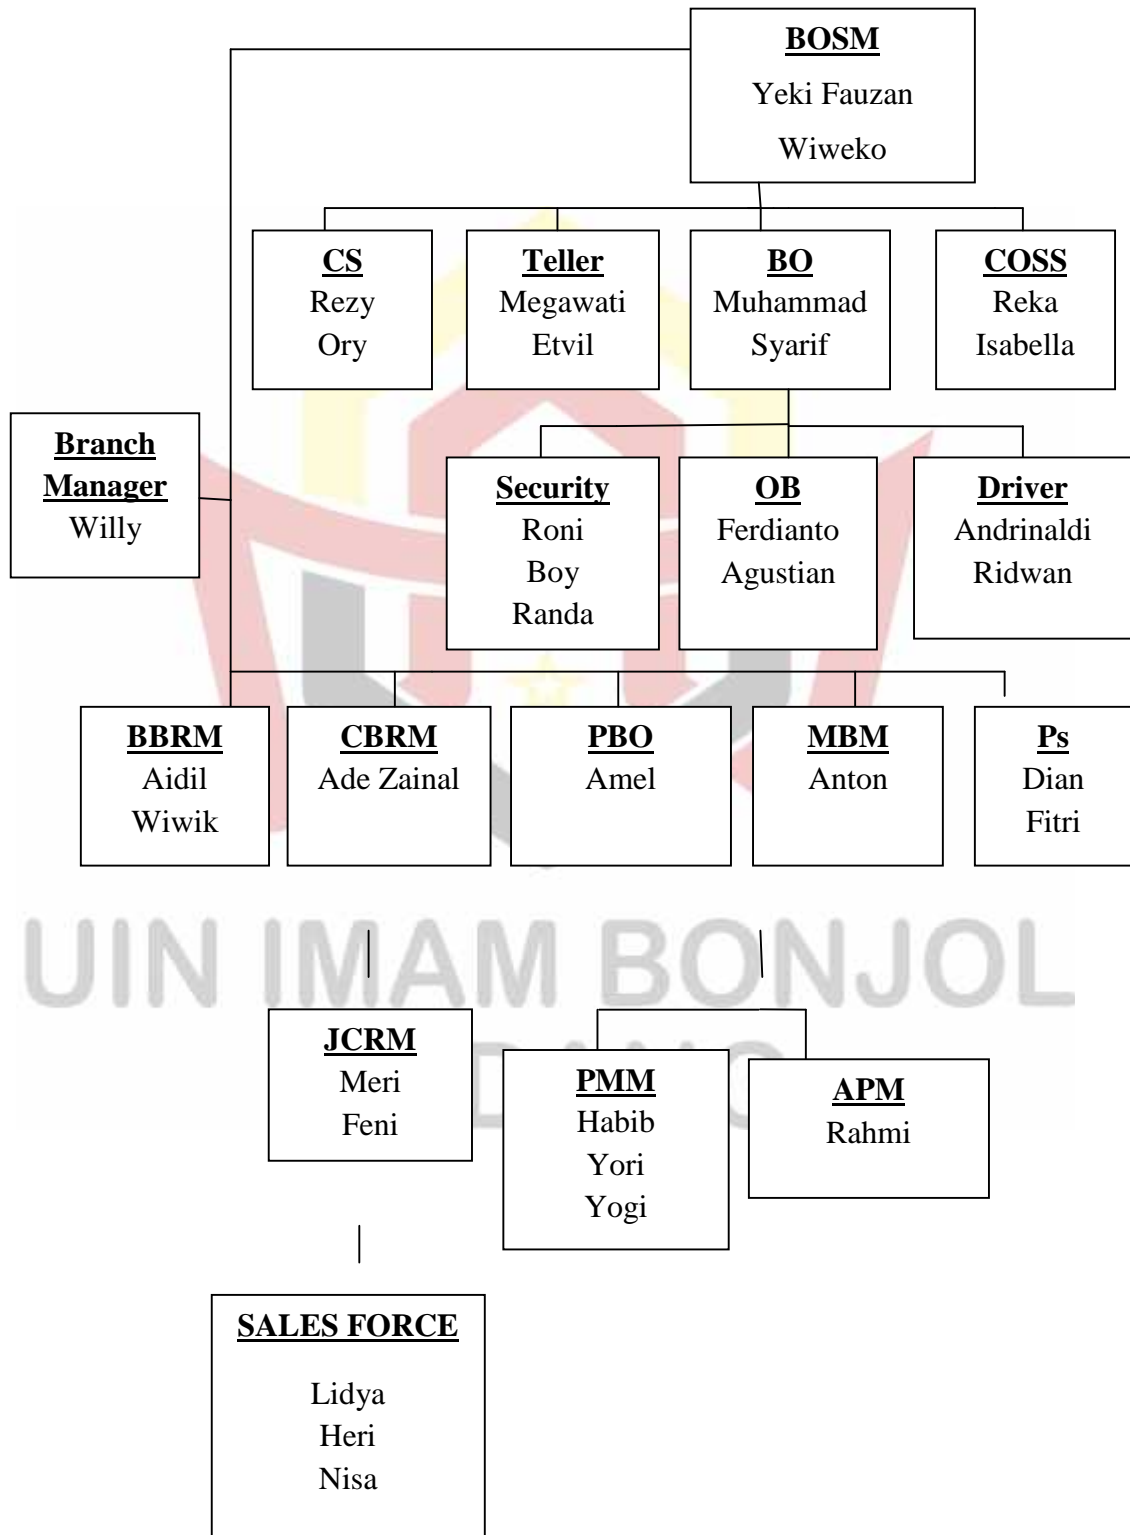 BOSM
Yeki Fauzan
Wiweko
CS
Rezy
Ory
Teller
Megawati
Etvil
BO
Muhammad
Syarif
COSS
Reka
Isabella
Branch
Manager
Willy
Security
Roni
Boy
Randa
OB
Ferdianto
Agustian
Driver
Andrinaldi
Ridwan
BBRM
Aidil
Wiwik
CBRM
Ade Zainal
PBO
Amel
MBM
Anton
Ps
Dian
Fitri
UIN IMAM BONJOL
JCRM
Meri
Feni
PMM
Habib
Yori
Yogi
APM
Rahmi
SALES FORCE
Lidya
Heri
Nisa